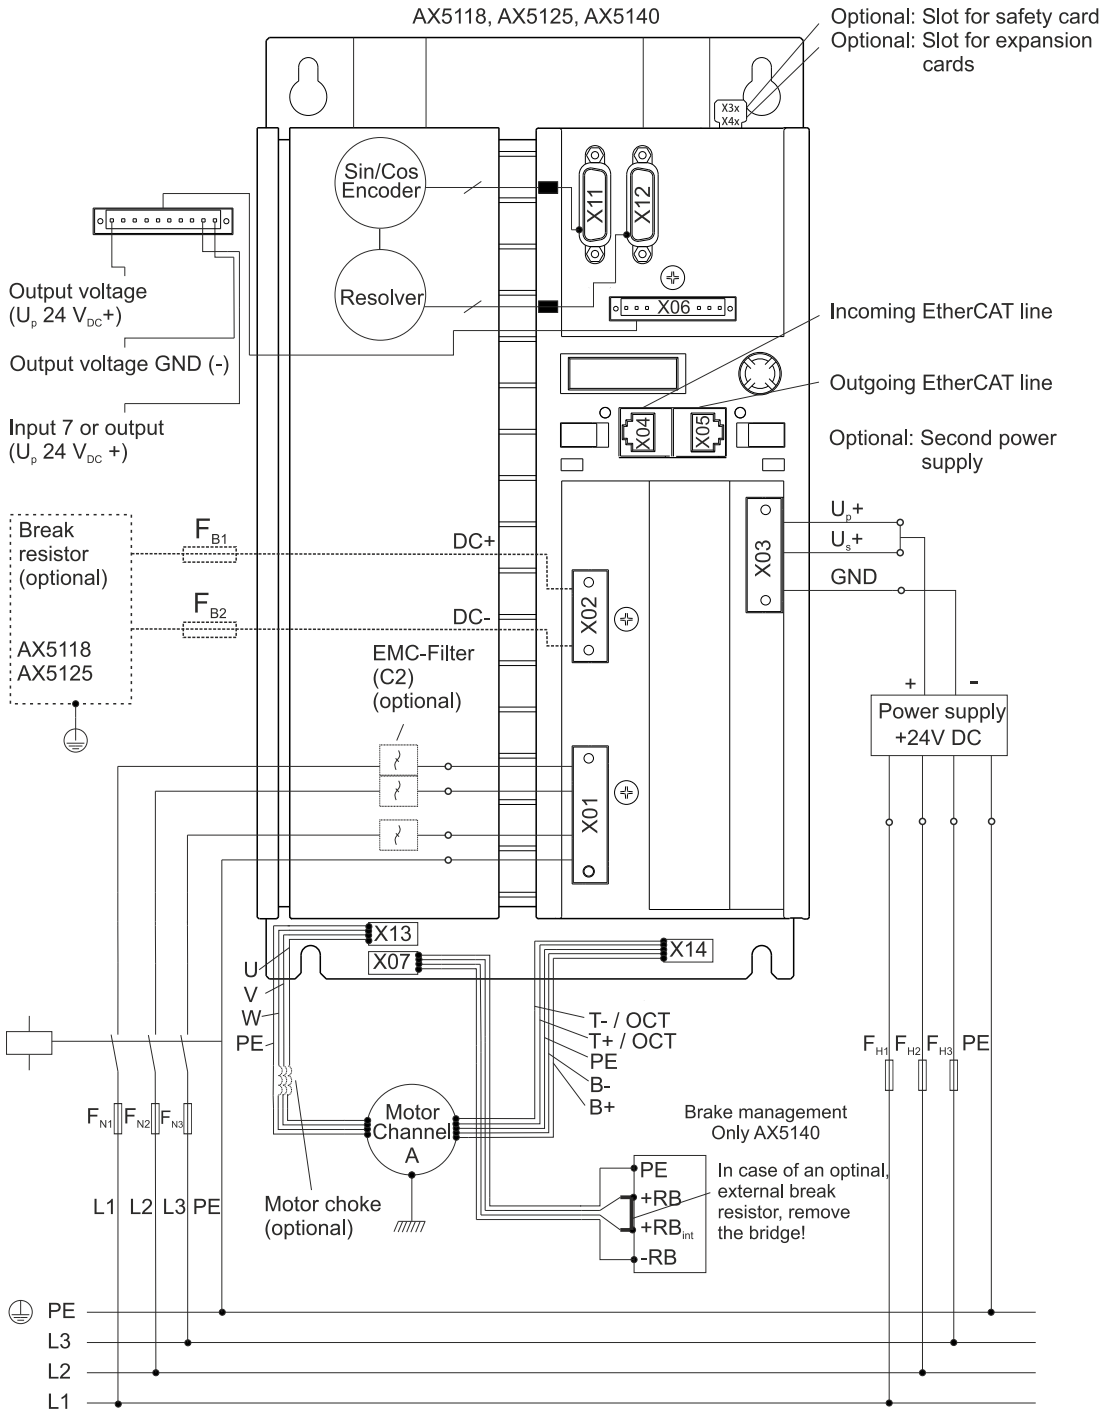 AX5118, AX5125, AX5140
Optional: Slot for safety card
Optional: Slot for expansion
cards
X3x
X4x
Sin/Cos
Encoder
X11
X12
Resolver
X06
Output voltage
(Up 24 VDC+)
Output voltage GND (-)
Input 7 or output
(Up 24 VDC +)
Incoming EtherCAT line
Outgoing EtherCAT line
X04
X05
Optional: Second power
supply
Break
resistor
(optional)
AX5118
AX5125
FB1
FB2
DC+
DC-
X02
X03
Up+
Us+
GND
EMC-Filter
(C2)
(optional)
X01
+ -
Power supply
+24V DC
X13
X07
X14
U
V
W
PE
T- / OCT
T+ / OCT
PE
B-
B+
FH1 FH2 FH3 PE
FN1 FN2 FN3
Motor
Channel
A
Brake management
Only AX5140
PE
+RB
+RBint
-RB
In case of an optinal,
external break
resistor, remove
the bridge!
L1 L2 L3 PE
Motor choke
(optional)
PE
L3
L2
L1